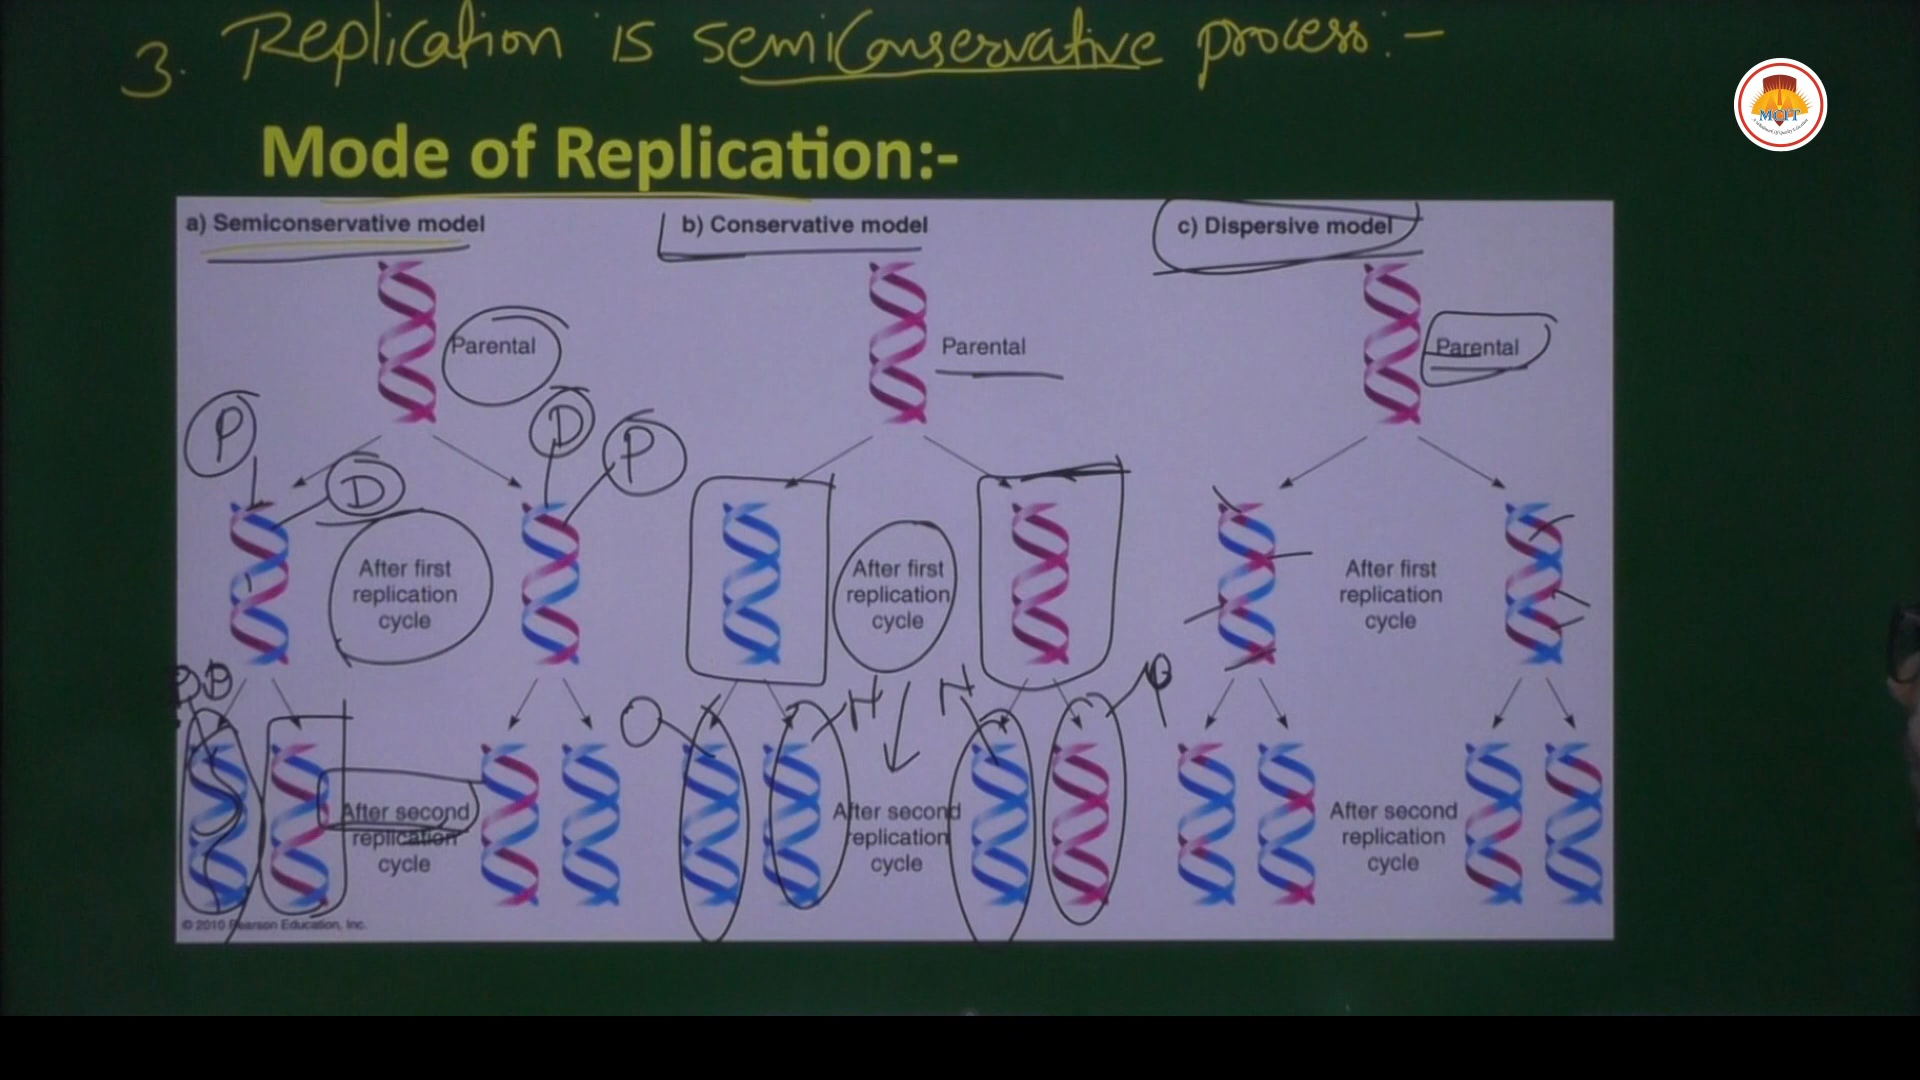 3. Replication is semiconservative process:-
MCPT
Mode of Replication:-
a) Semiconservative model
b) Conservative model
c) Dispersive model
Parental
Parental
Parental
P
D
D
P
After first
replication
cycle
After first
replication
cycle
After first
replication
cycle
D D
O
N
N
After second
replication
cycle
After second
replication
cycle
After second
replication
cycle
© 2010 Pearson Education, Inc.